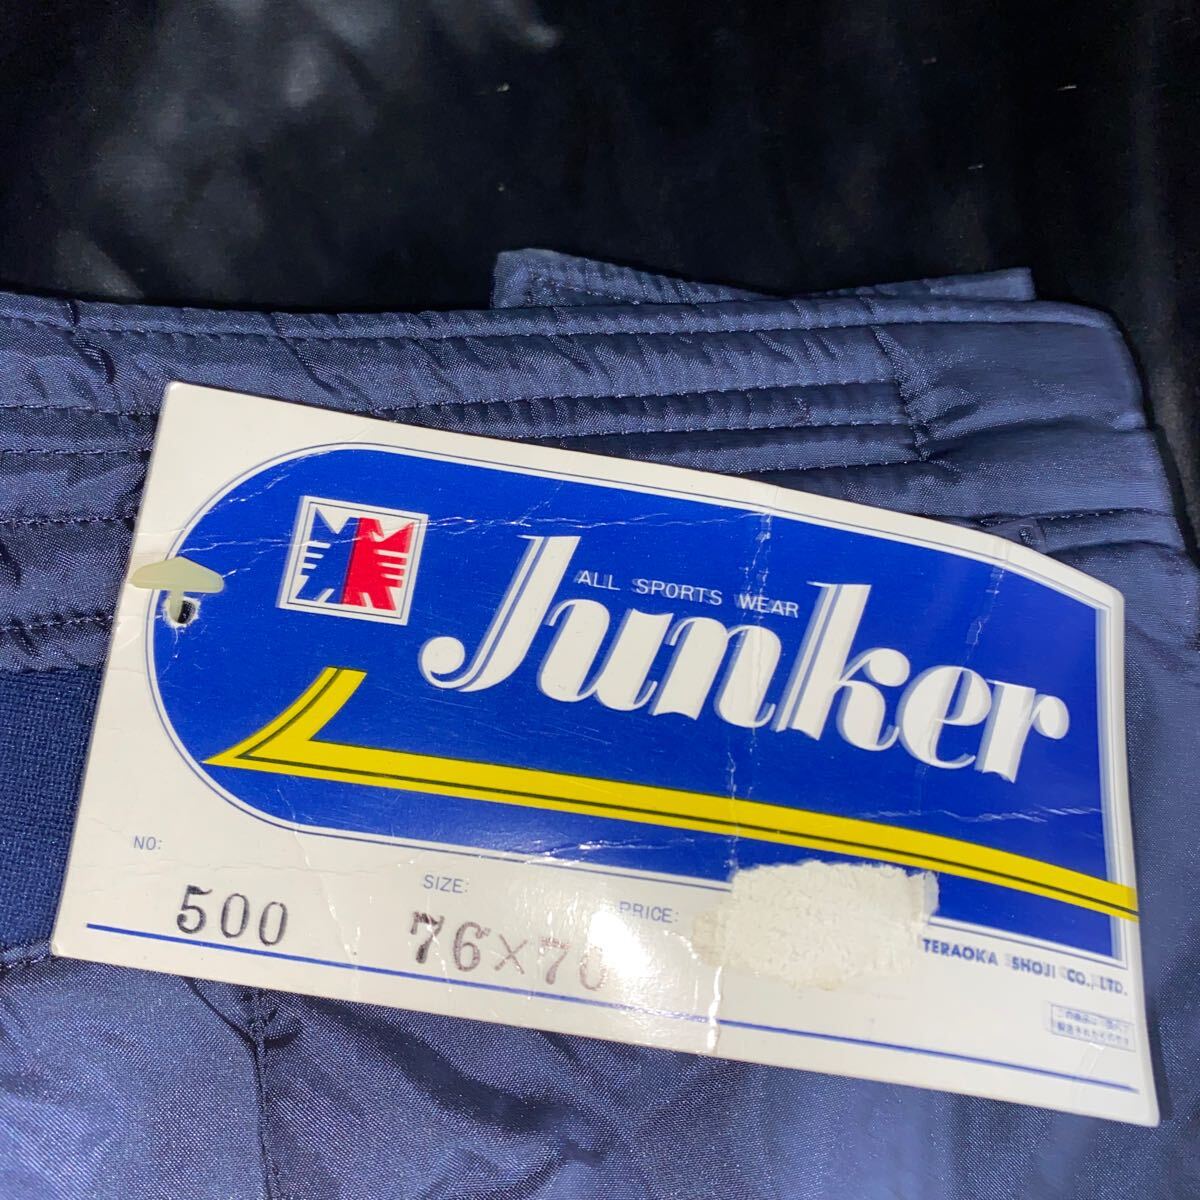 ALL SPORTS WEAR
Junker
NO:
500
SIZE:
76×70
PRICE:
TERAOKA SHOJI CO., LTD.